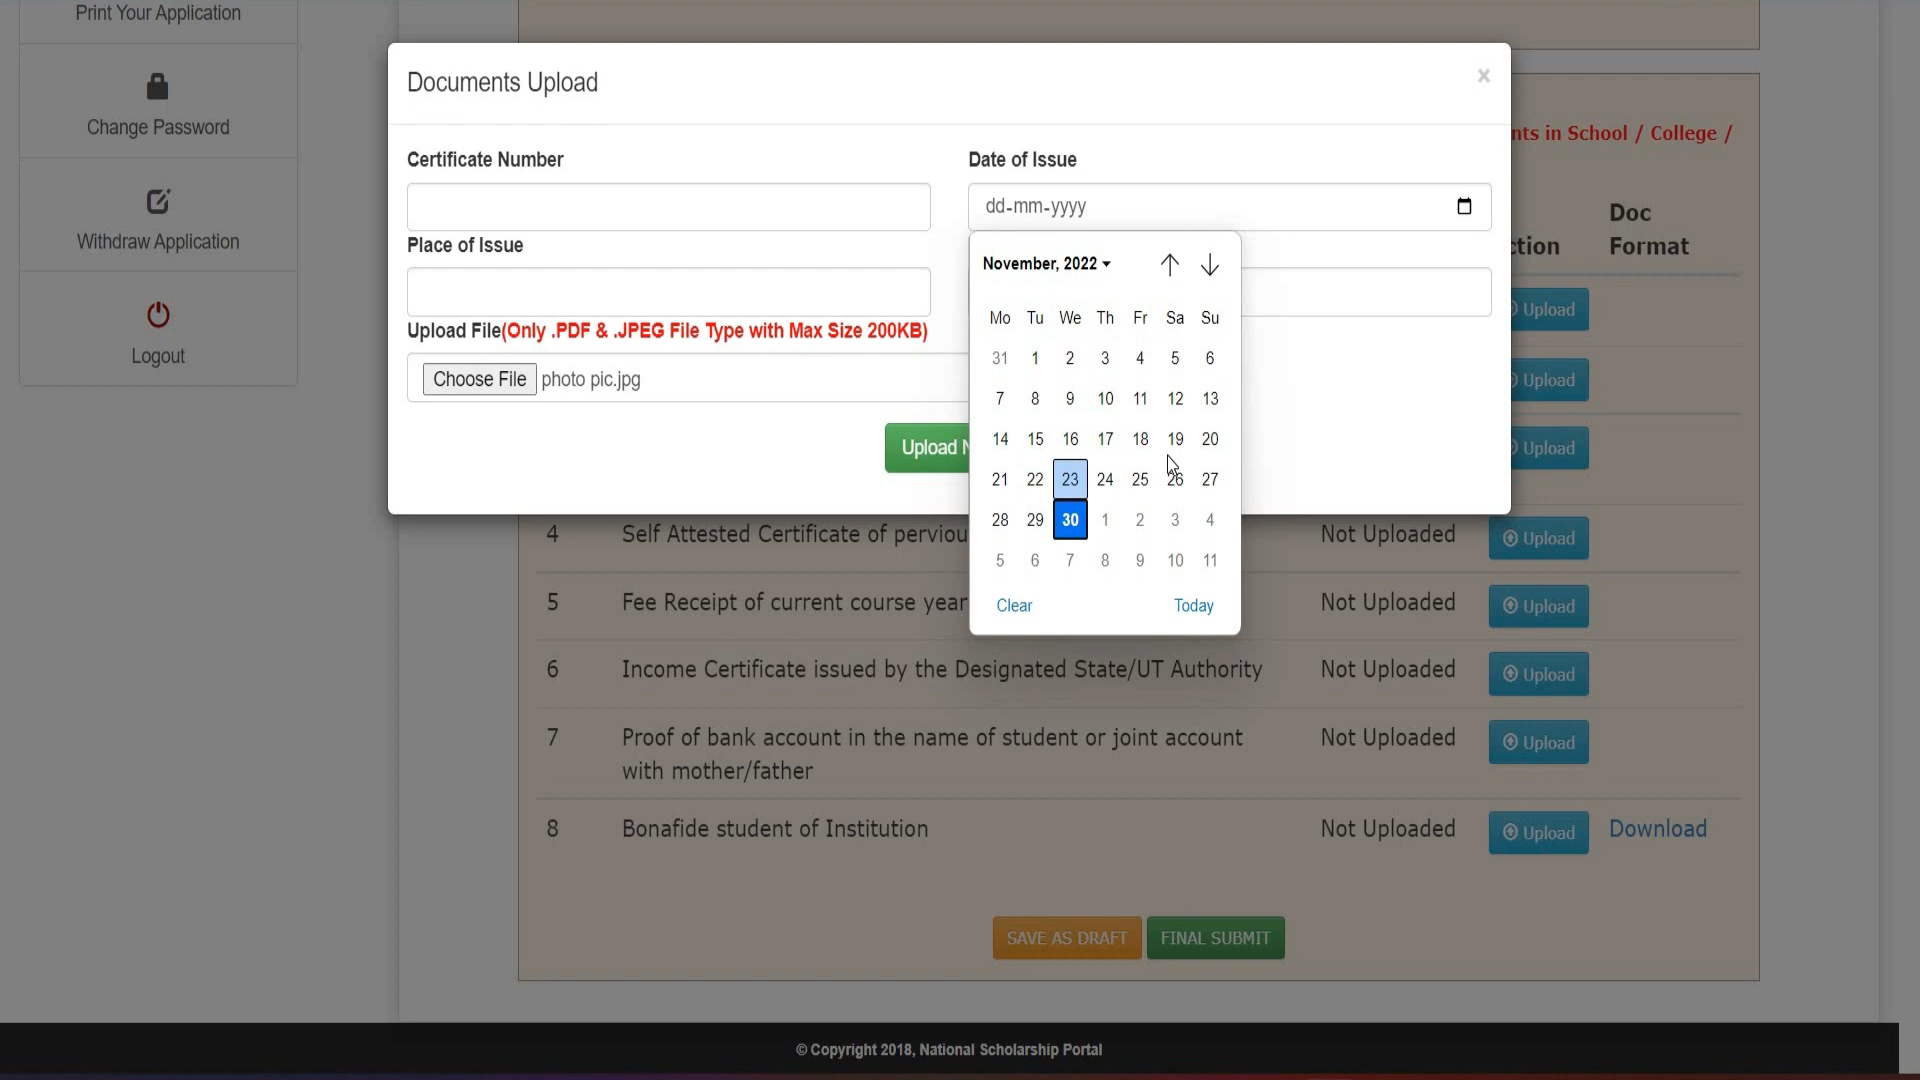 Print Your Application
Change Password
Withdraw Application
Logout
Documents Upload
×
Certificate Number
Date of Issue
dd-mm-yyyy
Place of Issue
Upload File(Only .PDF & .JPEG File Type with Max Size 200KB)
Choose File photo pic.jpg
Upload
November, 2022
Mo Tu We Th Fr Sa Su
31 1 2 3 4 5 6
7 8 9 10 11 12 13
14 15 16 17 18 19 20
21 22 23 24 25 26 27
28 29 30 1 2 3 4
5 6 7 8 9 10 11
Clear Today
in School / College /
Doc
Format
Upload
Upload
Upload
4 Self Attested Certificate of Not Uploaded Upload
5 Fee Receipt of current course year Not Uploaded Upload
6 Income Certificate issued by the Designated State/UT Authority Not Uploaded Upload
7 Proof of bank account in the name of student or joint account Not Uploaded Upload
with mother/father
8 Bonafide student of Institution Not Uploaded Upload Download
SAVE AS DRAFT FINAL SUBMIT
© Copyright 2018, National Scholarship Portal